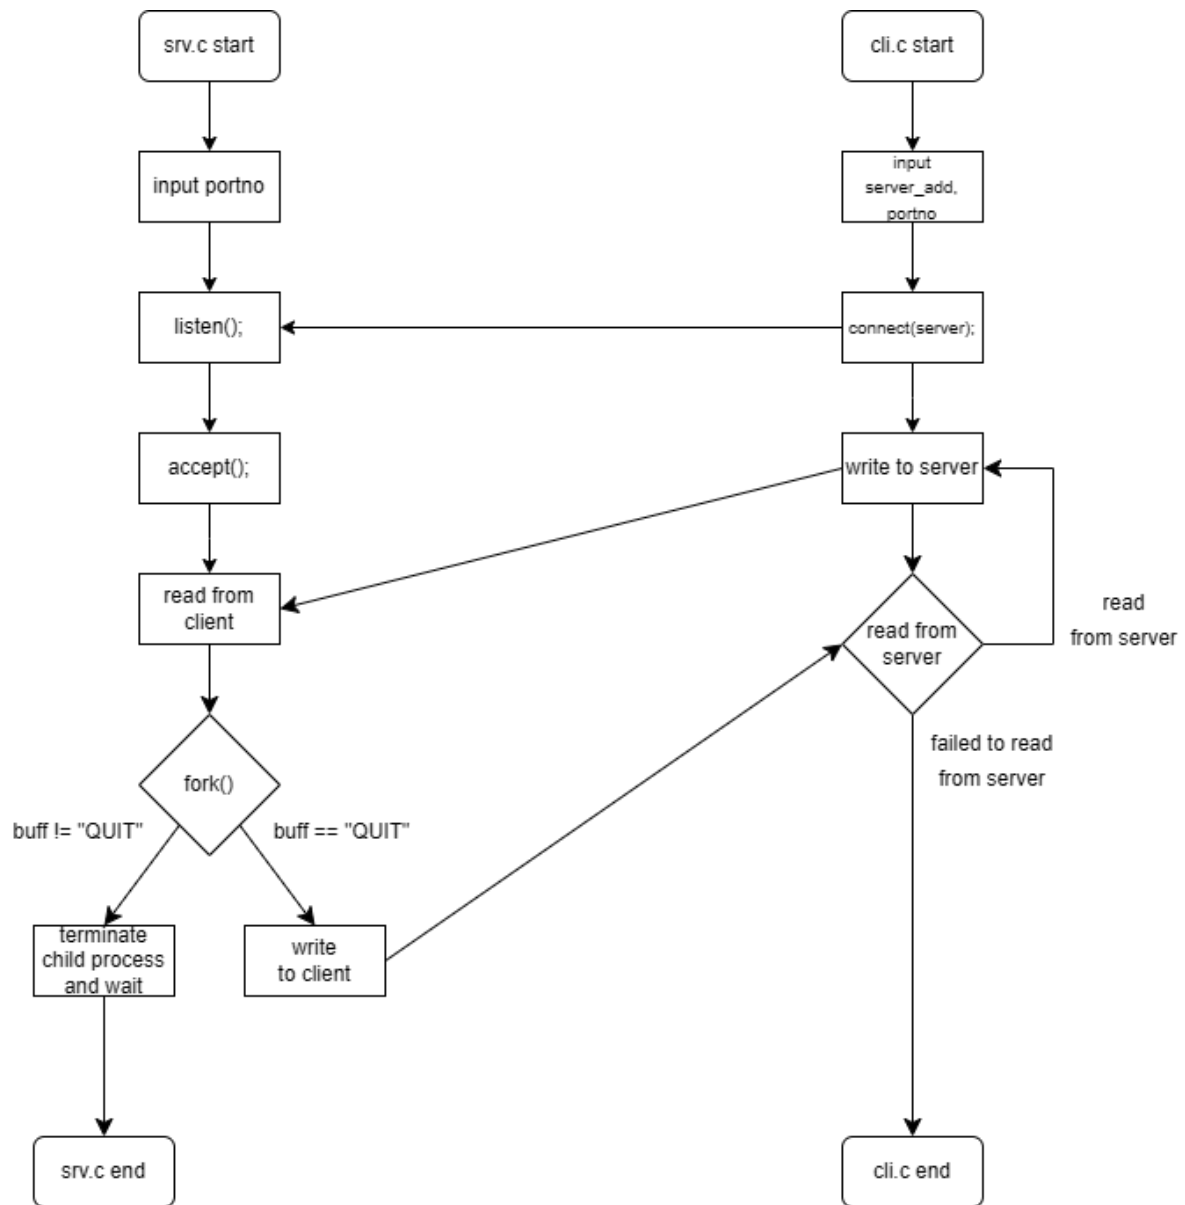 srv.c start
cli.c start
input portno
input
server_add,
portno
listen();
connect(server);
accept();
write to server
read from
client
read from
server
read
from server
fork()
failed to read
from server
buff != "QUIT"
buff == "QUIT"
terminate
child process
and wait
write
to client
srv.c end
cli.c end